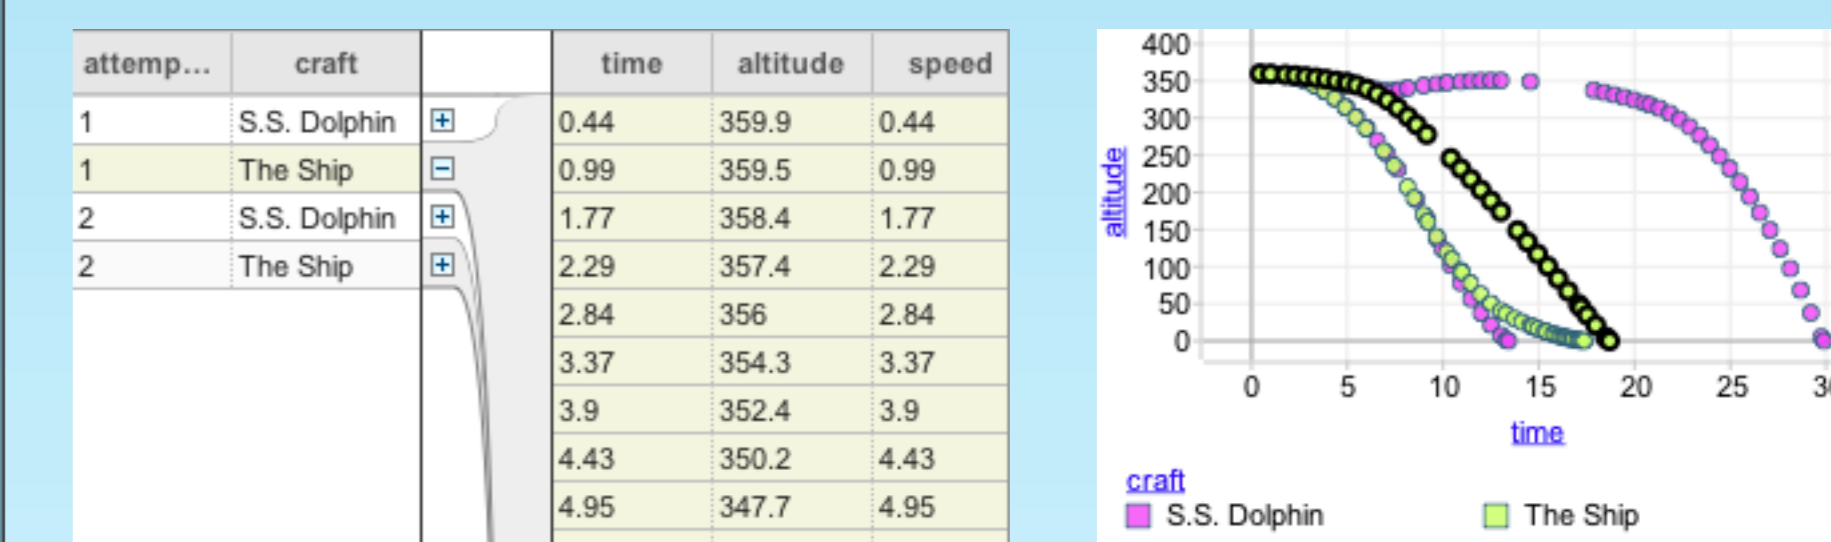 attemp... craft time altitude speed
1 S.S. Dolphin 0.44 359.9 0.44
1 The Ship 0.99 359.5 0.99
2 S.S. Dolphin 1.77 358.4 1.77
2 The Ship 2.29 357.4 2.29
2.84 356 2.84
3.37 354.3 3.37
3.9 352.4 3.9
4.43 350.2 4.43
4.95 347.7 4.95
400
350
300
250
200
150
100
50
0
altitude
0 5 10 15 20 25
time
craft
S.S. Dolphin The Ship